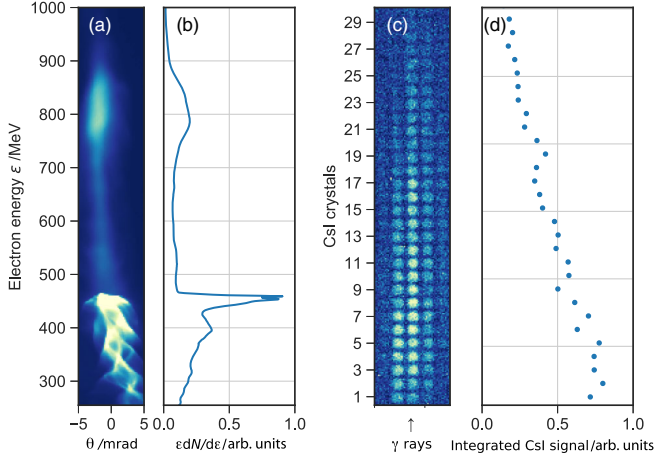 (a) (b) (c) (d)
Electron energy ε /MeV
1000
900
800
700
600
500
400
300
−5 0 5
θ /mrad
0.0 0.5 1.0
εdN/dε/arb. units
CsI crystals
29
27
25
23
21
19
17
15
13
11
9
7
5
3
1
↑
γ rays
0.0 0.5 1.0
Integrated CsI signal/arb. units